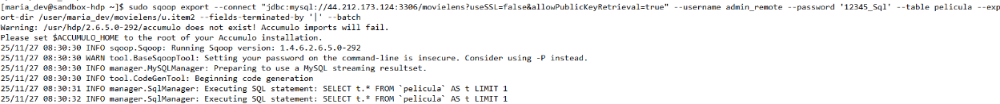 [maria_dev@sandbox-hdp ~]$ sudo sqoop export --connect "jdbc:mysql://44.212.173.124:3306/movielens?useSSL=false&allowPublicKeyRetrieval=true" --username admin_remote --password '12345_Sql' --table pelicula --exp
ort-dir /user/maria_dev/movielens/u.item2 --fields-terminated-by '|' --batch
Warning: /usr/hdp/2.6.5.0-292/accumulo does not exist! Accumulo imports will fail.
Please set $ACCUMULO_HOME to the root of your Accumulo installation.
25/11/27 08:30:30 INFO sqoop.Sqoop: Running Sqoop version: 1.4.6.2.6.5.0-292
25/11/27 08:30:30 WARN tool.BaseSqoopTool: Setting your password on the command-line is insecure. Consider using -P instead.
25/11/27 08:30:30 INFO manager.MySQLManager: Preparing to use a MySQL streaming resultset.
25/11/27 08:30:30 INFO tool.CodeGenTool: Beginning code generation
25/11/27 08:30:31 INFO manager.SqlManager: Executing SQL statement: SELECT t.* FROM `pelicula` AS t LIMIT 1
25/11/27 08:30:32 INFO manager.SqlManager: Executing SQL statement: SELECT t.* FROM `pelicula` AS t LIMIT 1